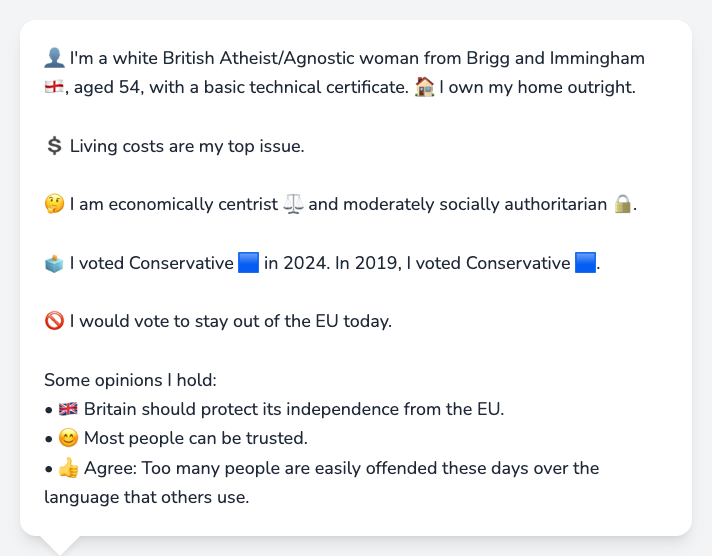 👤 I'm a white British Atheist/Agnostic woman from Brigg and Immingham
🏴󠁧󠁢󠁥󠁮󠁧󠁿, aged 54, with a basic technical certificate. 🏠 I own my home outright.
💲 Living costs are my top issue.
🤔 I am economically centrist ⚖️ and moderately socially authoritarian 🔒.
🗳️ I voted Conservative 🟦 in 2024. In 2019, I voted Conservative 🟦.
🚫 I would vote to stay out of the EU today.
Some opinions I hold:
• 🇬🇧 Britain should protect its independence from the EU.
• 😊 Most people can be trusted.
• 👍 Agree: Too many people are easily offended these days over the
language that others use.